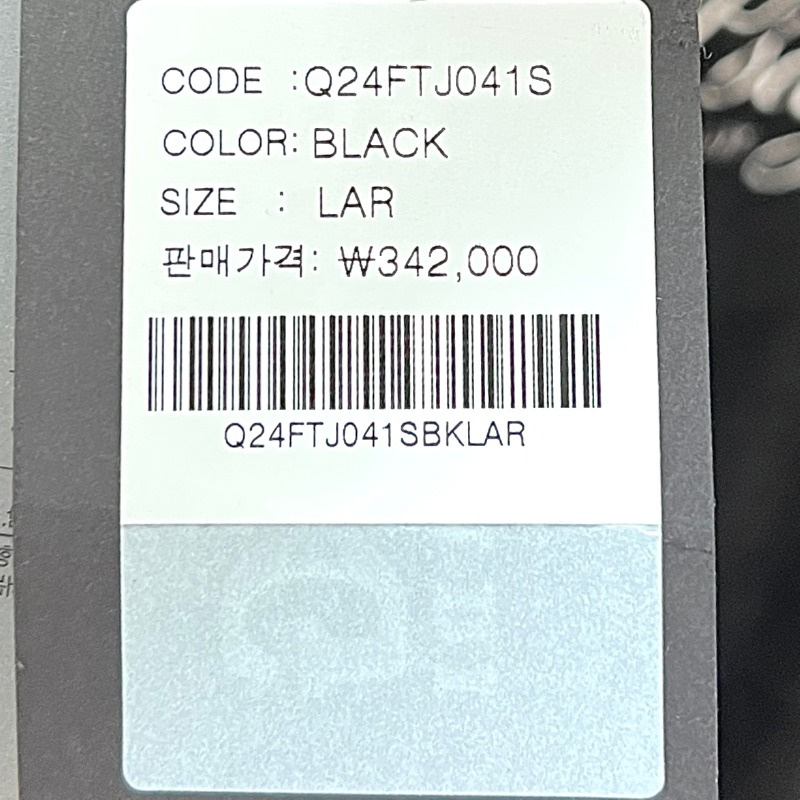 CODE :Q24FTJ041S
COLOR: BLACK
SIZE : LAR
판매가격: ₩342,000
Q24FTJ041SBKLAR